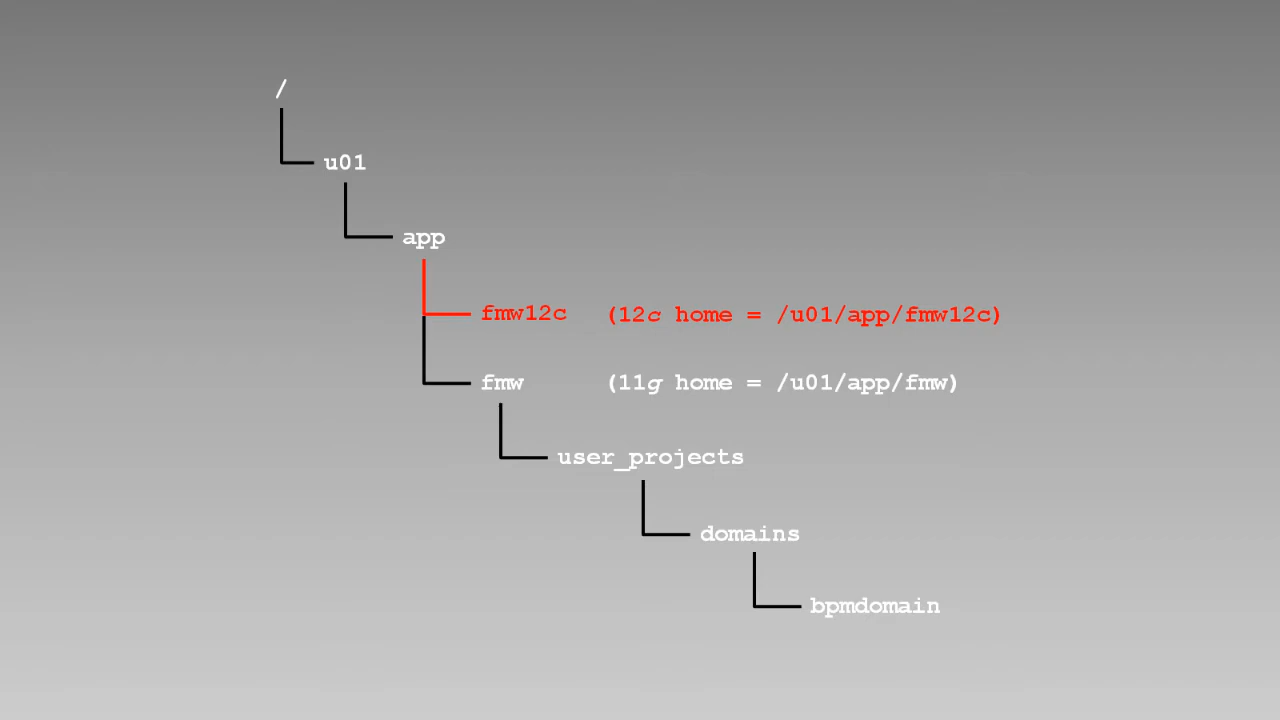 /
u01
app
fmw12c (12c home = /u01/app/fmw12c)
fmw (11g home = /u01/app/fmw)
user_projects
domains
bpmdomain